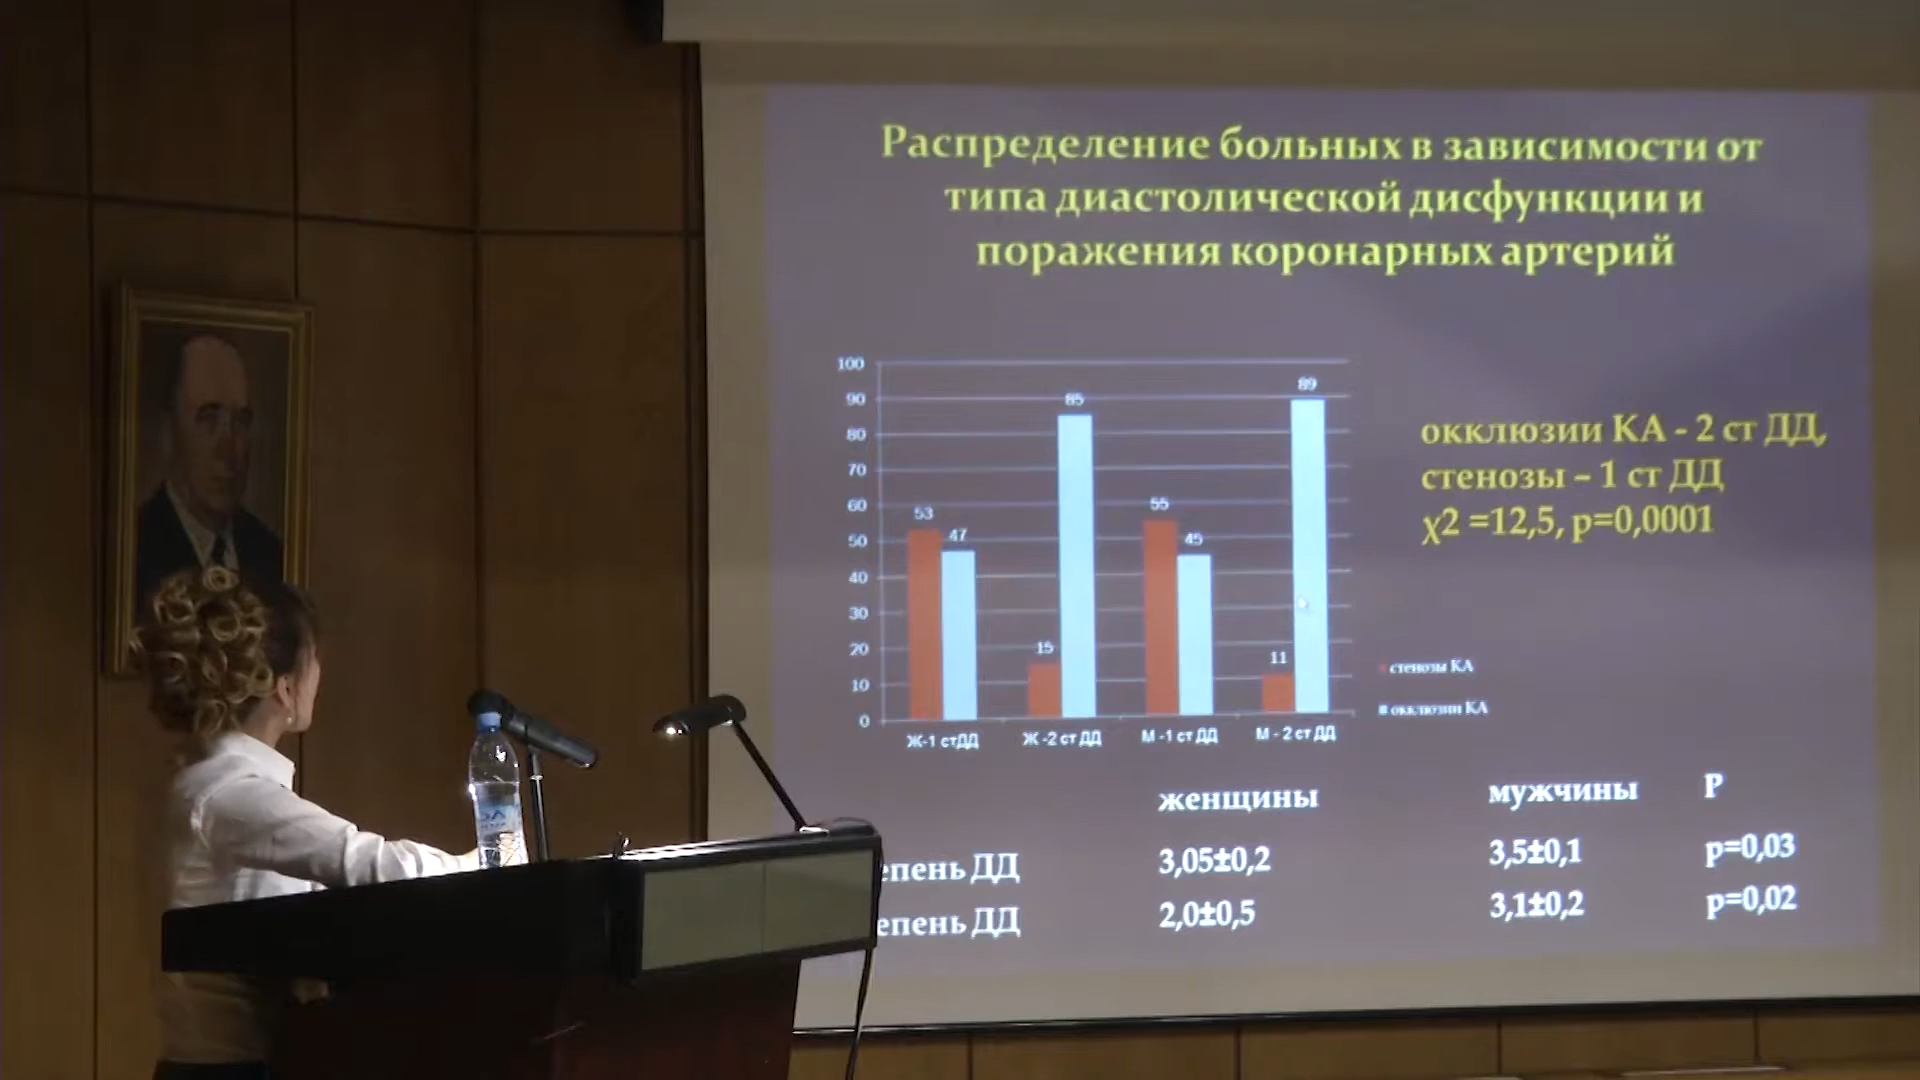 Распределение больных в зависимости от
типа диастолической дисфункции и
поражения коронарных артерий
100
90
80
70
60
50
40
30
20
10
0
53
47
15
85
55
45
11
89
Ж-1 стДД
Ж -2 ст ДД
М -1 ст ДД
М - 2 ст ДД
стенозы КА
окклюзии КА
окклюзии КА - 2 ст ДД,
стенозы – 1 ст ДД
χ2 =12,5, p=0,0001
женщины мужчины Р
епень ДД 3,05±0,2 3,5±0,1 p=0,03
епень ДД 2,0±0,5 3,1±0,2 p=0,02